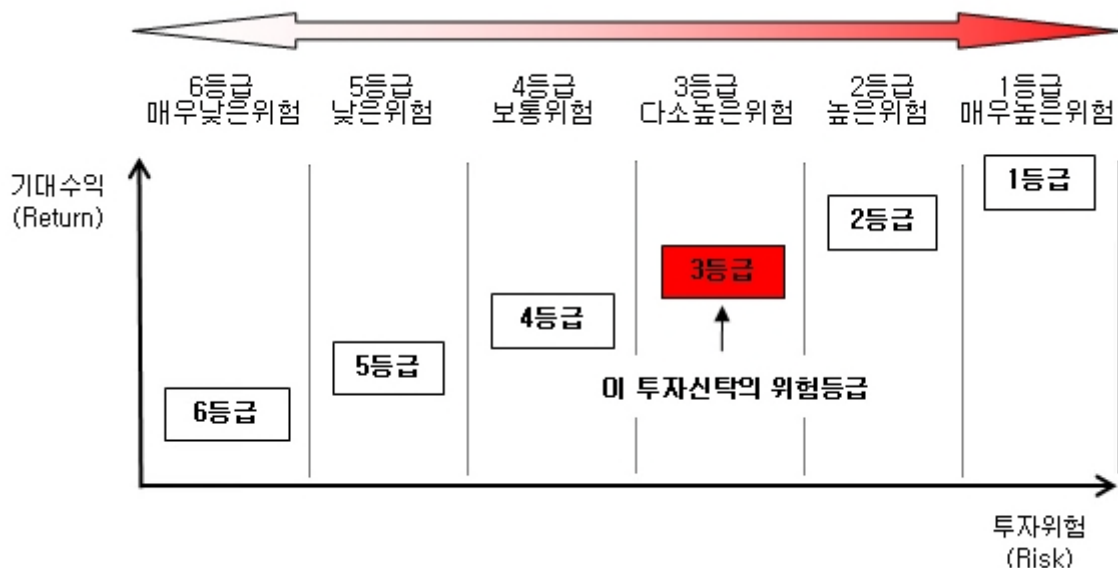 6등급 5등급 4등급 3등급 2등급 1등급
매우낮은위험 낮은위험 보통위험 다소높은위험 높은위험 매우높은위험
기대수익
(Return)
1등급
2등급
3등급
4등급
5등급
이 투자신탁의 위험등급
6등급
투자위험
(Risk)